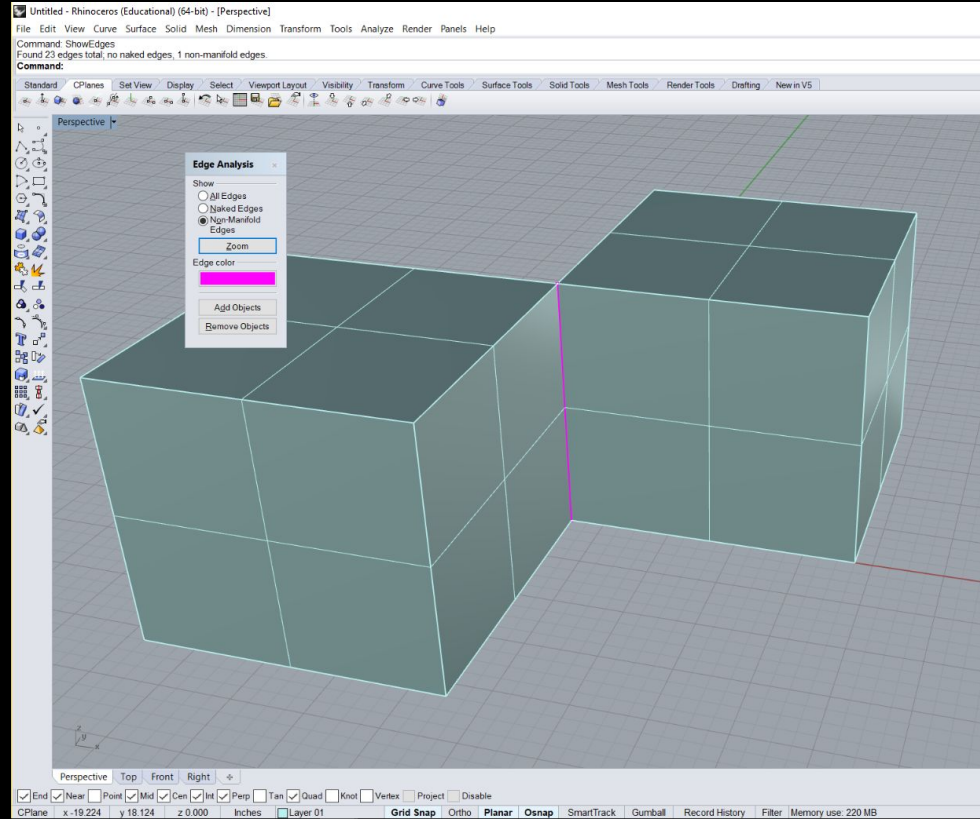 Untitled - Rhinoceros (Educational) (64-bit) - [Perspective]
File Edit View Curve Surface Solid Mesh Dimension Transform Tools Analyze Render Panels Help
Command: ShowEdges
Found 23 edges total; no naked edges, 1 non-manifold edges.
Command:
Standard CPlanes Set View Display Select Viewport Layout Visibility Transform Curve Tools Surface Tools Solid Tools Mesh Tools Render Tools Drafting New in V5
Perspective
Edge Analysis
Show
All Edges
Naked Edges
Non-Manifold
Edges
Zoom
Edge color
Add Objects
Remove Objects
z
y
x
Perspective Top Front Right
End Near Point Mid Cen Int Perp Tan Quad Knot Vertex Project Disable
CPlane x -19.224 y 18.124 z 0.000 Inches Layer 01 Grid Snap Ortho Planar Osnap SmartTrack Gumball Record History Filter Memory use: 220 MB